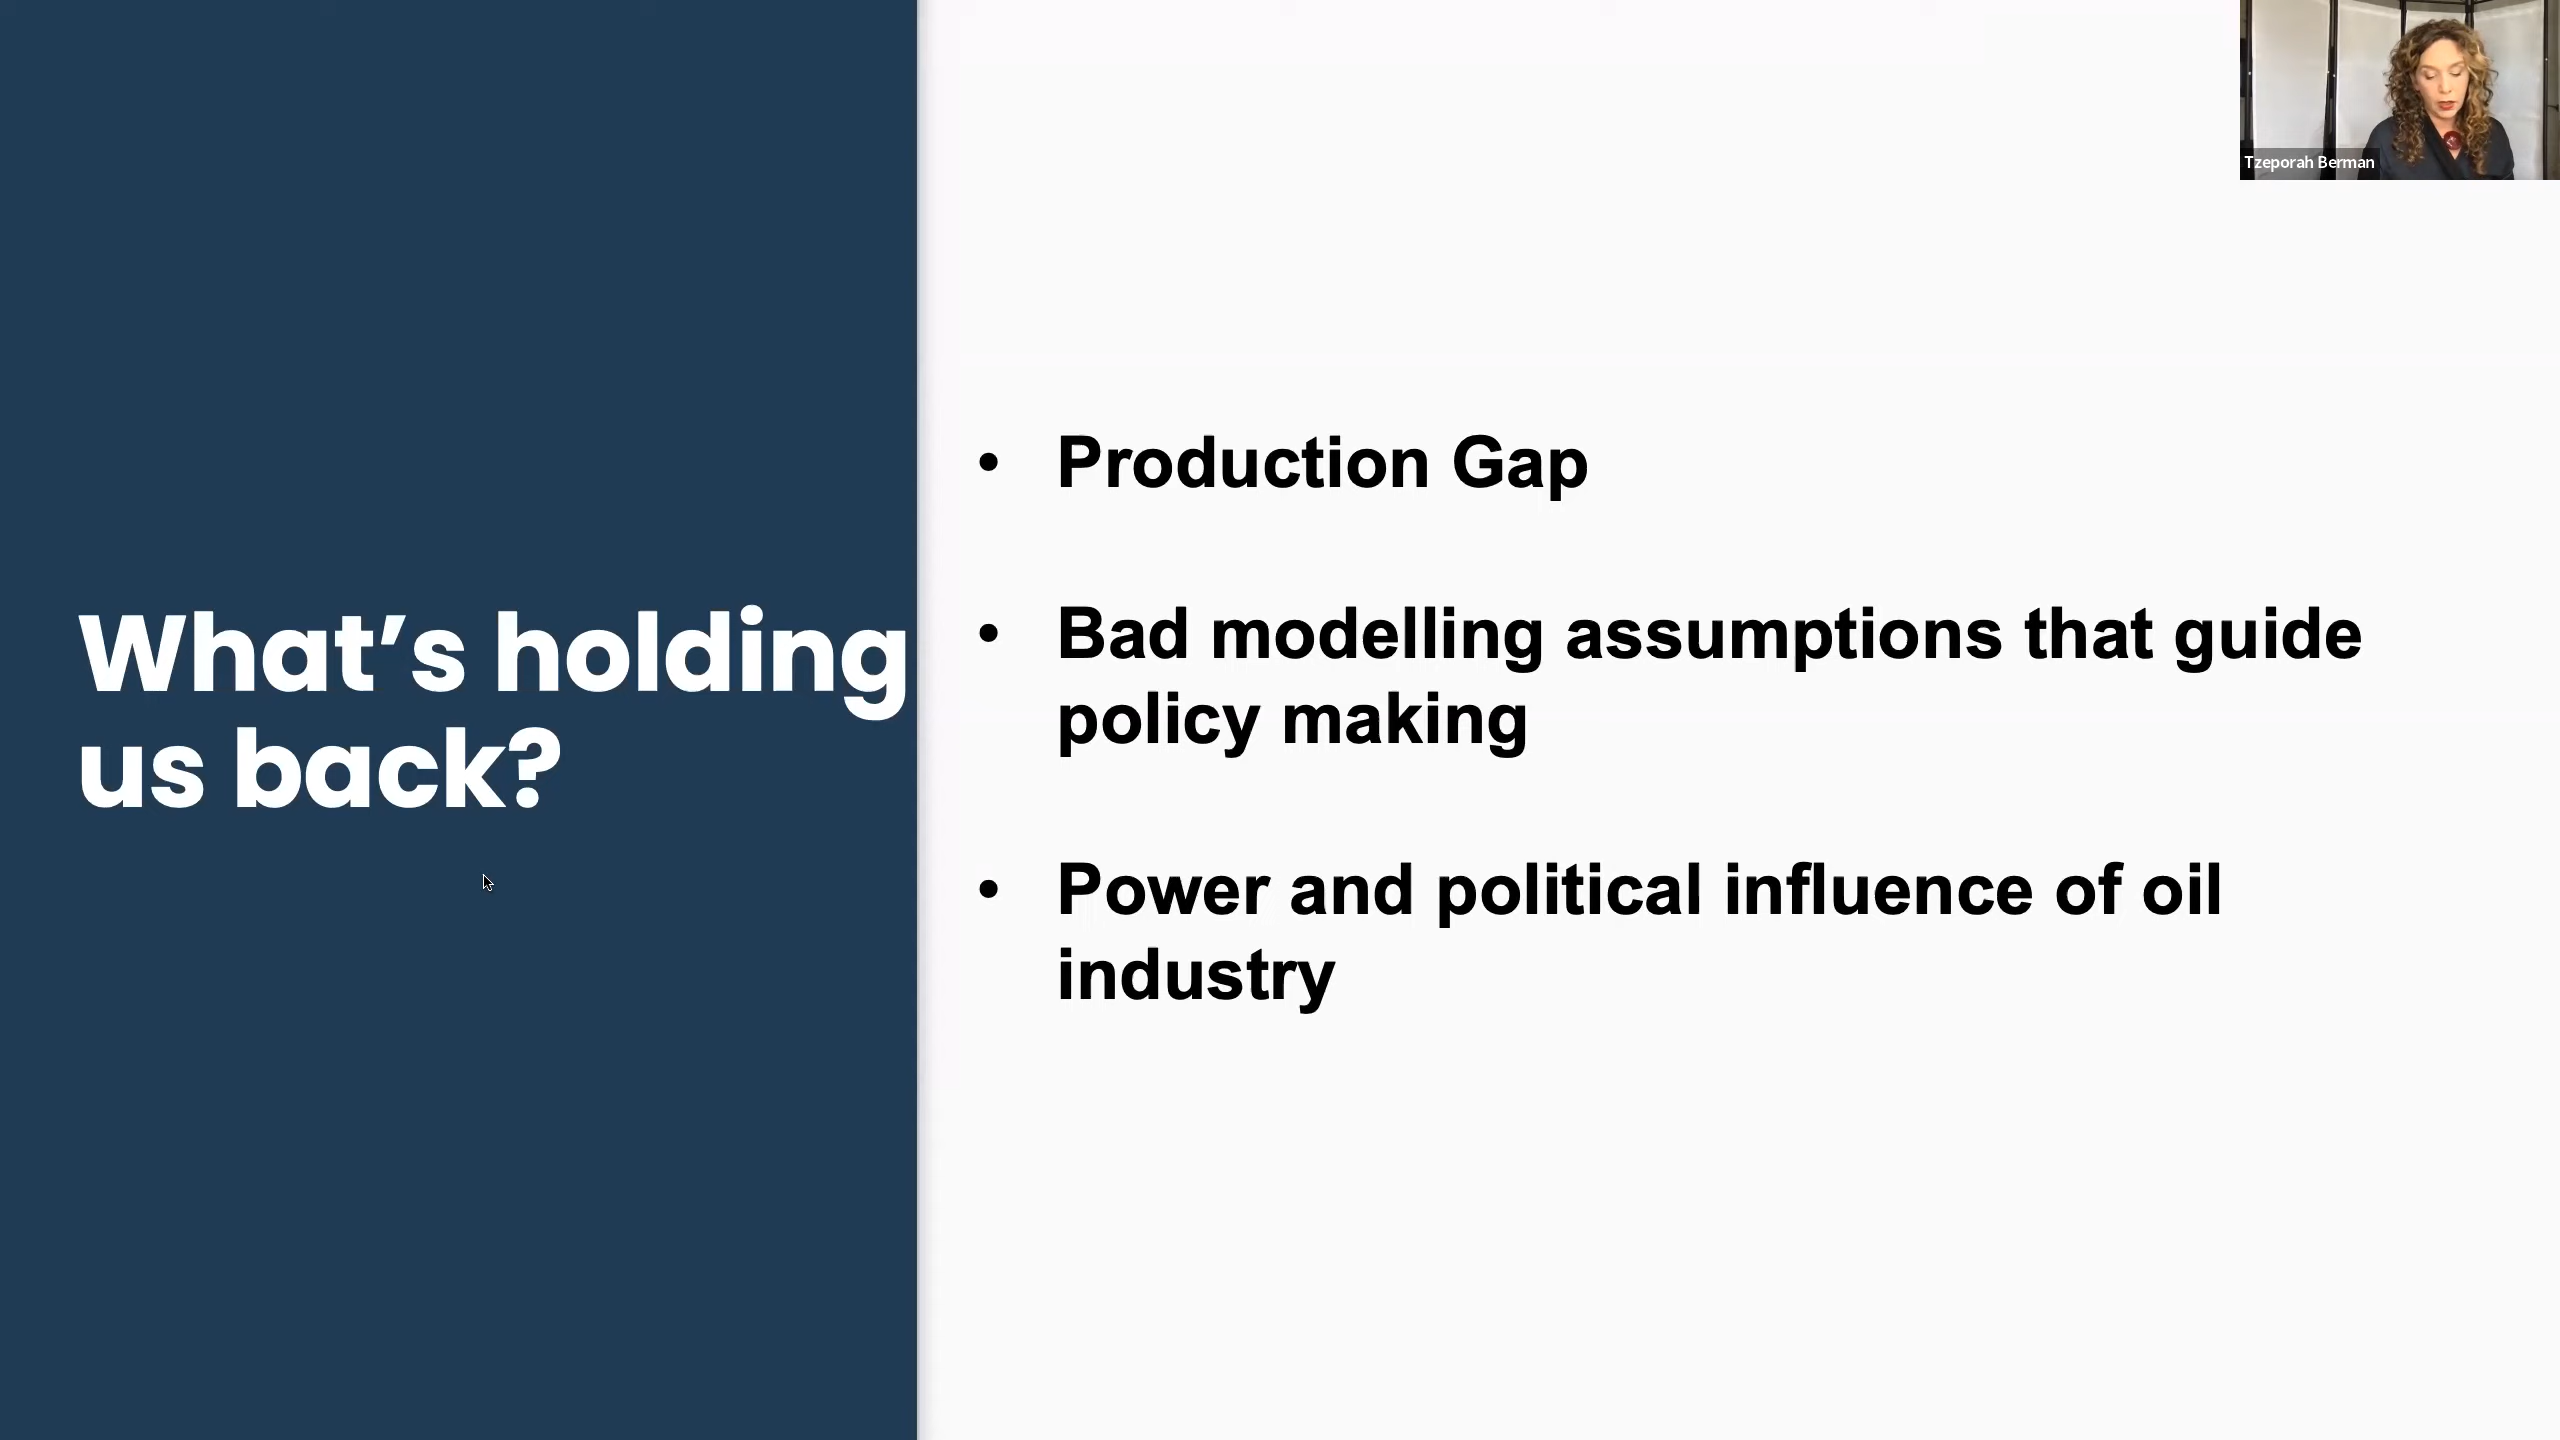 What’s holding
us back?
• Production Gap
• Bad modelling assumptions that guide
policy making
• Power and political influence of oil
industry
Tzeporah Berman